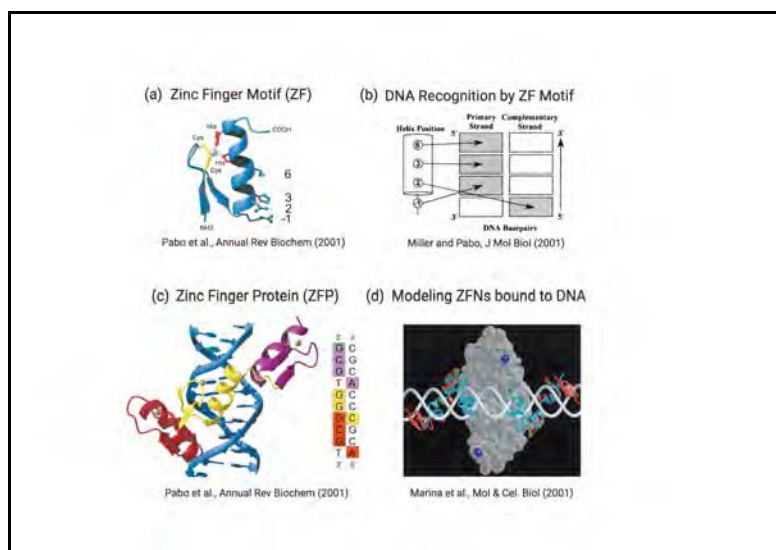 (a) Zinc Finger Motif (ZF)
His
COOH
Cys
His
Cys
6
3
2
-1
NH2
Pabo et al., Annual Rev Biochem (2001)
(b) DNA Recognition by ZF Motif
Primary Strand
Complementary Strand
Helix Position
5'
3'
6
3
2
-1
3'
5'
DNA Basepairs
Miller and Pabo, J Mol Biol (2001)
(c) Zinc Finger Protein (ZFP)
5' 3'
G C
C G
G C
T A
G C
G C
G C
C G
G C
T A
3' 5'
Pabo et al., Annual Rev Biochem (2001)
(d) Modeling ZFNs bound to DNA
Marina et al., Mol & Cel. Biol (2001)